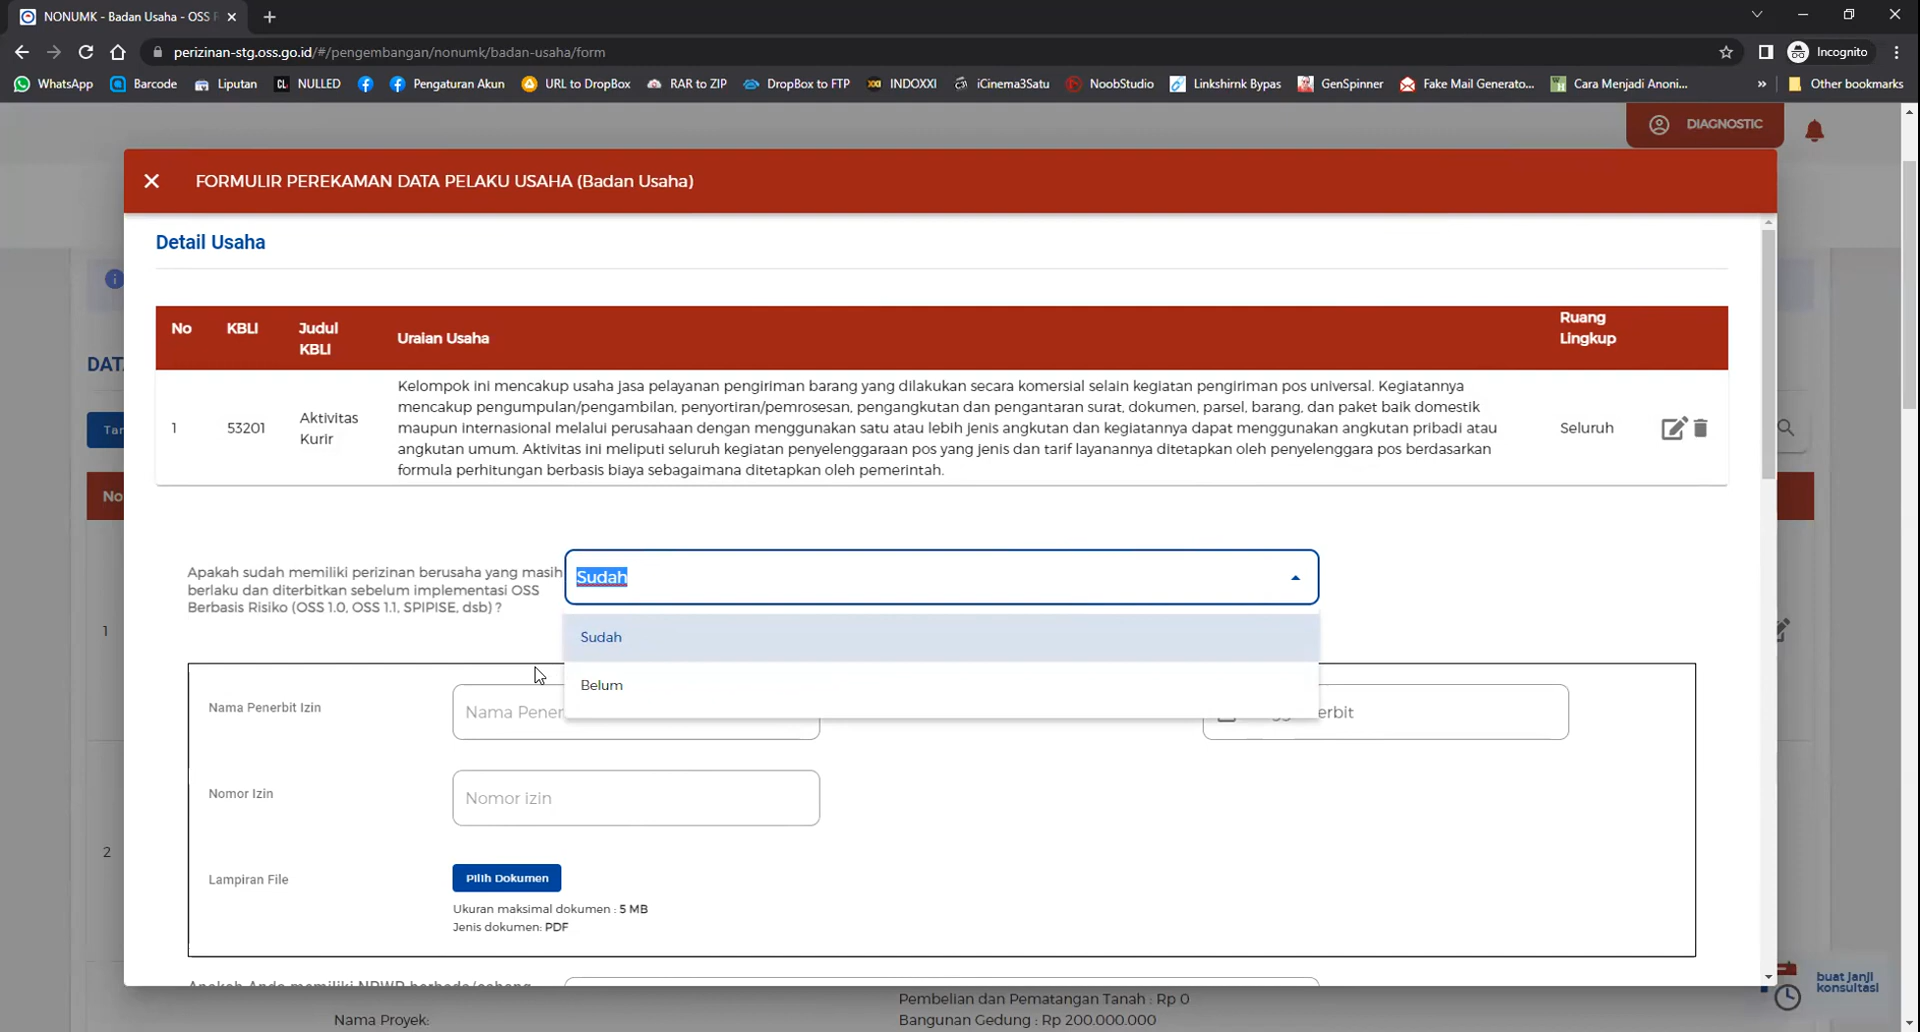 NONUMK - Badan Usaha - OSS
perizinan-stg.oss.go.id/#/pengembangan/nonumk/badan-usaha/form
Incognito
WhatsApp
Barcode
Liputan
CL
NULLED
Pengaturan Akun
URL to DropBox
RAR to ZIP
DropBox to FTP
INDOXXI
iCinema3Satu
NoobStudio
Linkshirnk Bypas
GenSpinner
Fake Mail Generato...
Cara Menjadi Anoni...
»
Other bookmarks
DIAGNOSTIC
FORMULIR PEREKAMAN DATA PELAKU USAHA (Badan Usaha)
Detail Usaha
No
KBLI
Judul
KBLI
Uraian Usaha
Ruang
Lingkup
1
53201
Aktivitas
Kurir
Kelompok ini mencakup usaha jasa pelayanan pengiriman barang yang dilakukan secara komersial selain kegiatan pengiriman pos universal. Kegiatannya
mencakup pengumpulan/pengambilan, penyortiran/pemrosesan, pengangkutan dan pengantaran surat, dokumen, parsel, barang, dan paket baik domestik
maupun internasional melalui perusahaan dengan menggunakan satu atau lebih jenis angkutan dan kegiatannya dapat menggunakan angkutan pribadi atau
angkutan umum. Aktivitas ini meliputi seluruh kegiatan penyelenggaraan pos yang jenis dan tarif layanannya ditetapkan oleh penyelenggara pos berdasarkan
formula perhitungan berbasis biaya sebagaimana ditetapkan oleh pemerintah.
Seluruh
No
Apakah sudah memiliki perizinan berusaha yang masih
berlaku dan diterbitkan sebelum implementasi OSS
Berbasis Risiko (OSS 1.0, OSS 1.1, SPIPISE, dsb) ?
Sudah
1
Sudah
Belum
Nama Penerbit Izin
Nama Pener
erbit
Nomor Izin
Nomor izin
2
Lampiran File
Pilih Dokumen
Ukuran maksimal dokumen : 5 MB
Jenis dokumen: PDF
buat janji
konsultasi
Pembelian dan Pematangan Tanah : Rp 0
Nama Proyek:
Bangunan Gedung : Rp 200.000.000